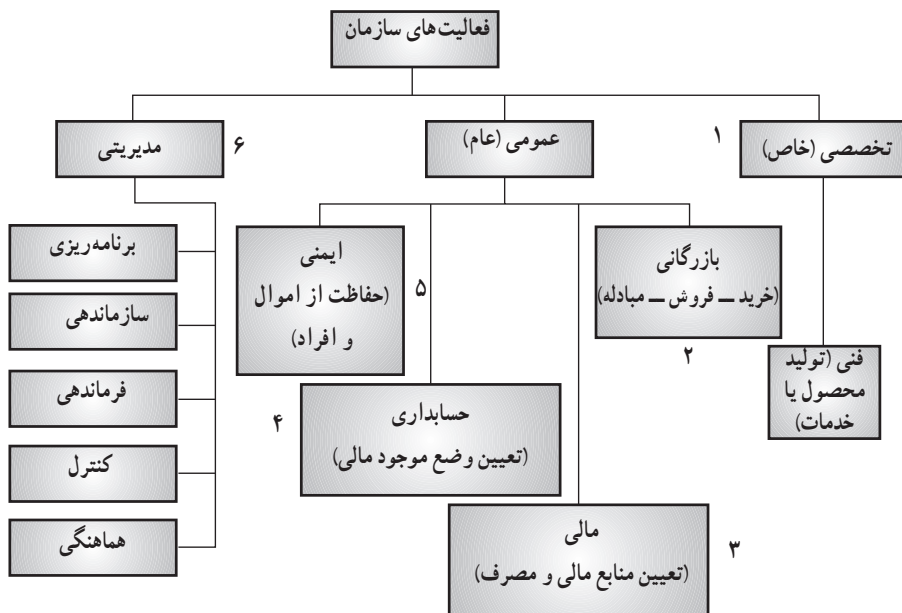 فعالیت‌های سازمان
تخصصی (خاص)
۱
عمومی (عام)
۶
مدیریتی
فنی (تولید
محصول یا
خدمات)
بازرگانی
(خرید ــ فروش ــ مبادله)
۲
مالی
(تعیین منابع مالی و مصرف)
۳
حسابداری
(تعیین وضع موجود مالی)
۴
ایمنی
(حفاظت از اموال
و افراد)
۵
برنامه‌ریزی
سازماندهی
فرماندهی
کنترل
هماهنگی